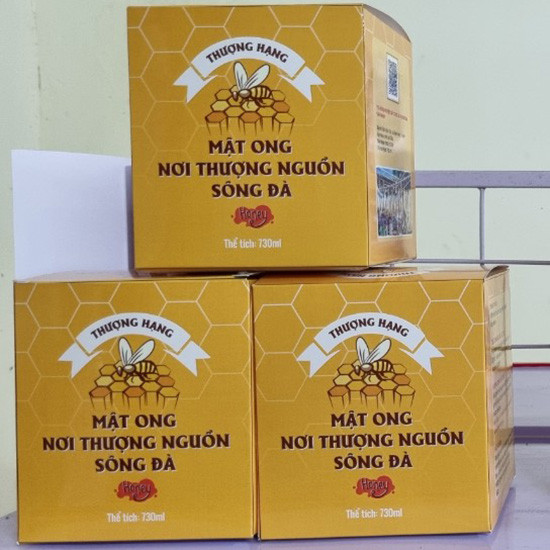 THƯỢNG HẠNG
MẬT ONG
NƠI THƯỢNG NGUỒN
SÔNG ĐÀ
Honey
Thể tích: 730ml
THƯỢNG HẠNG
MẬT ONG
NƠI THƯỢNG NGUỒN
SÔNG ĐÀ
Honey
Thể tích: 730ml
THƯỢNG HẠNG
MẬT ONG
NƠI THƯỢNG NGUỒN
SÔNG ĐÀ
Honey
Thể tích: 730ml